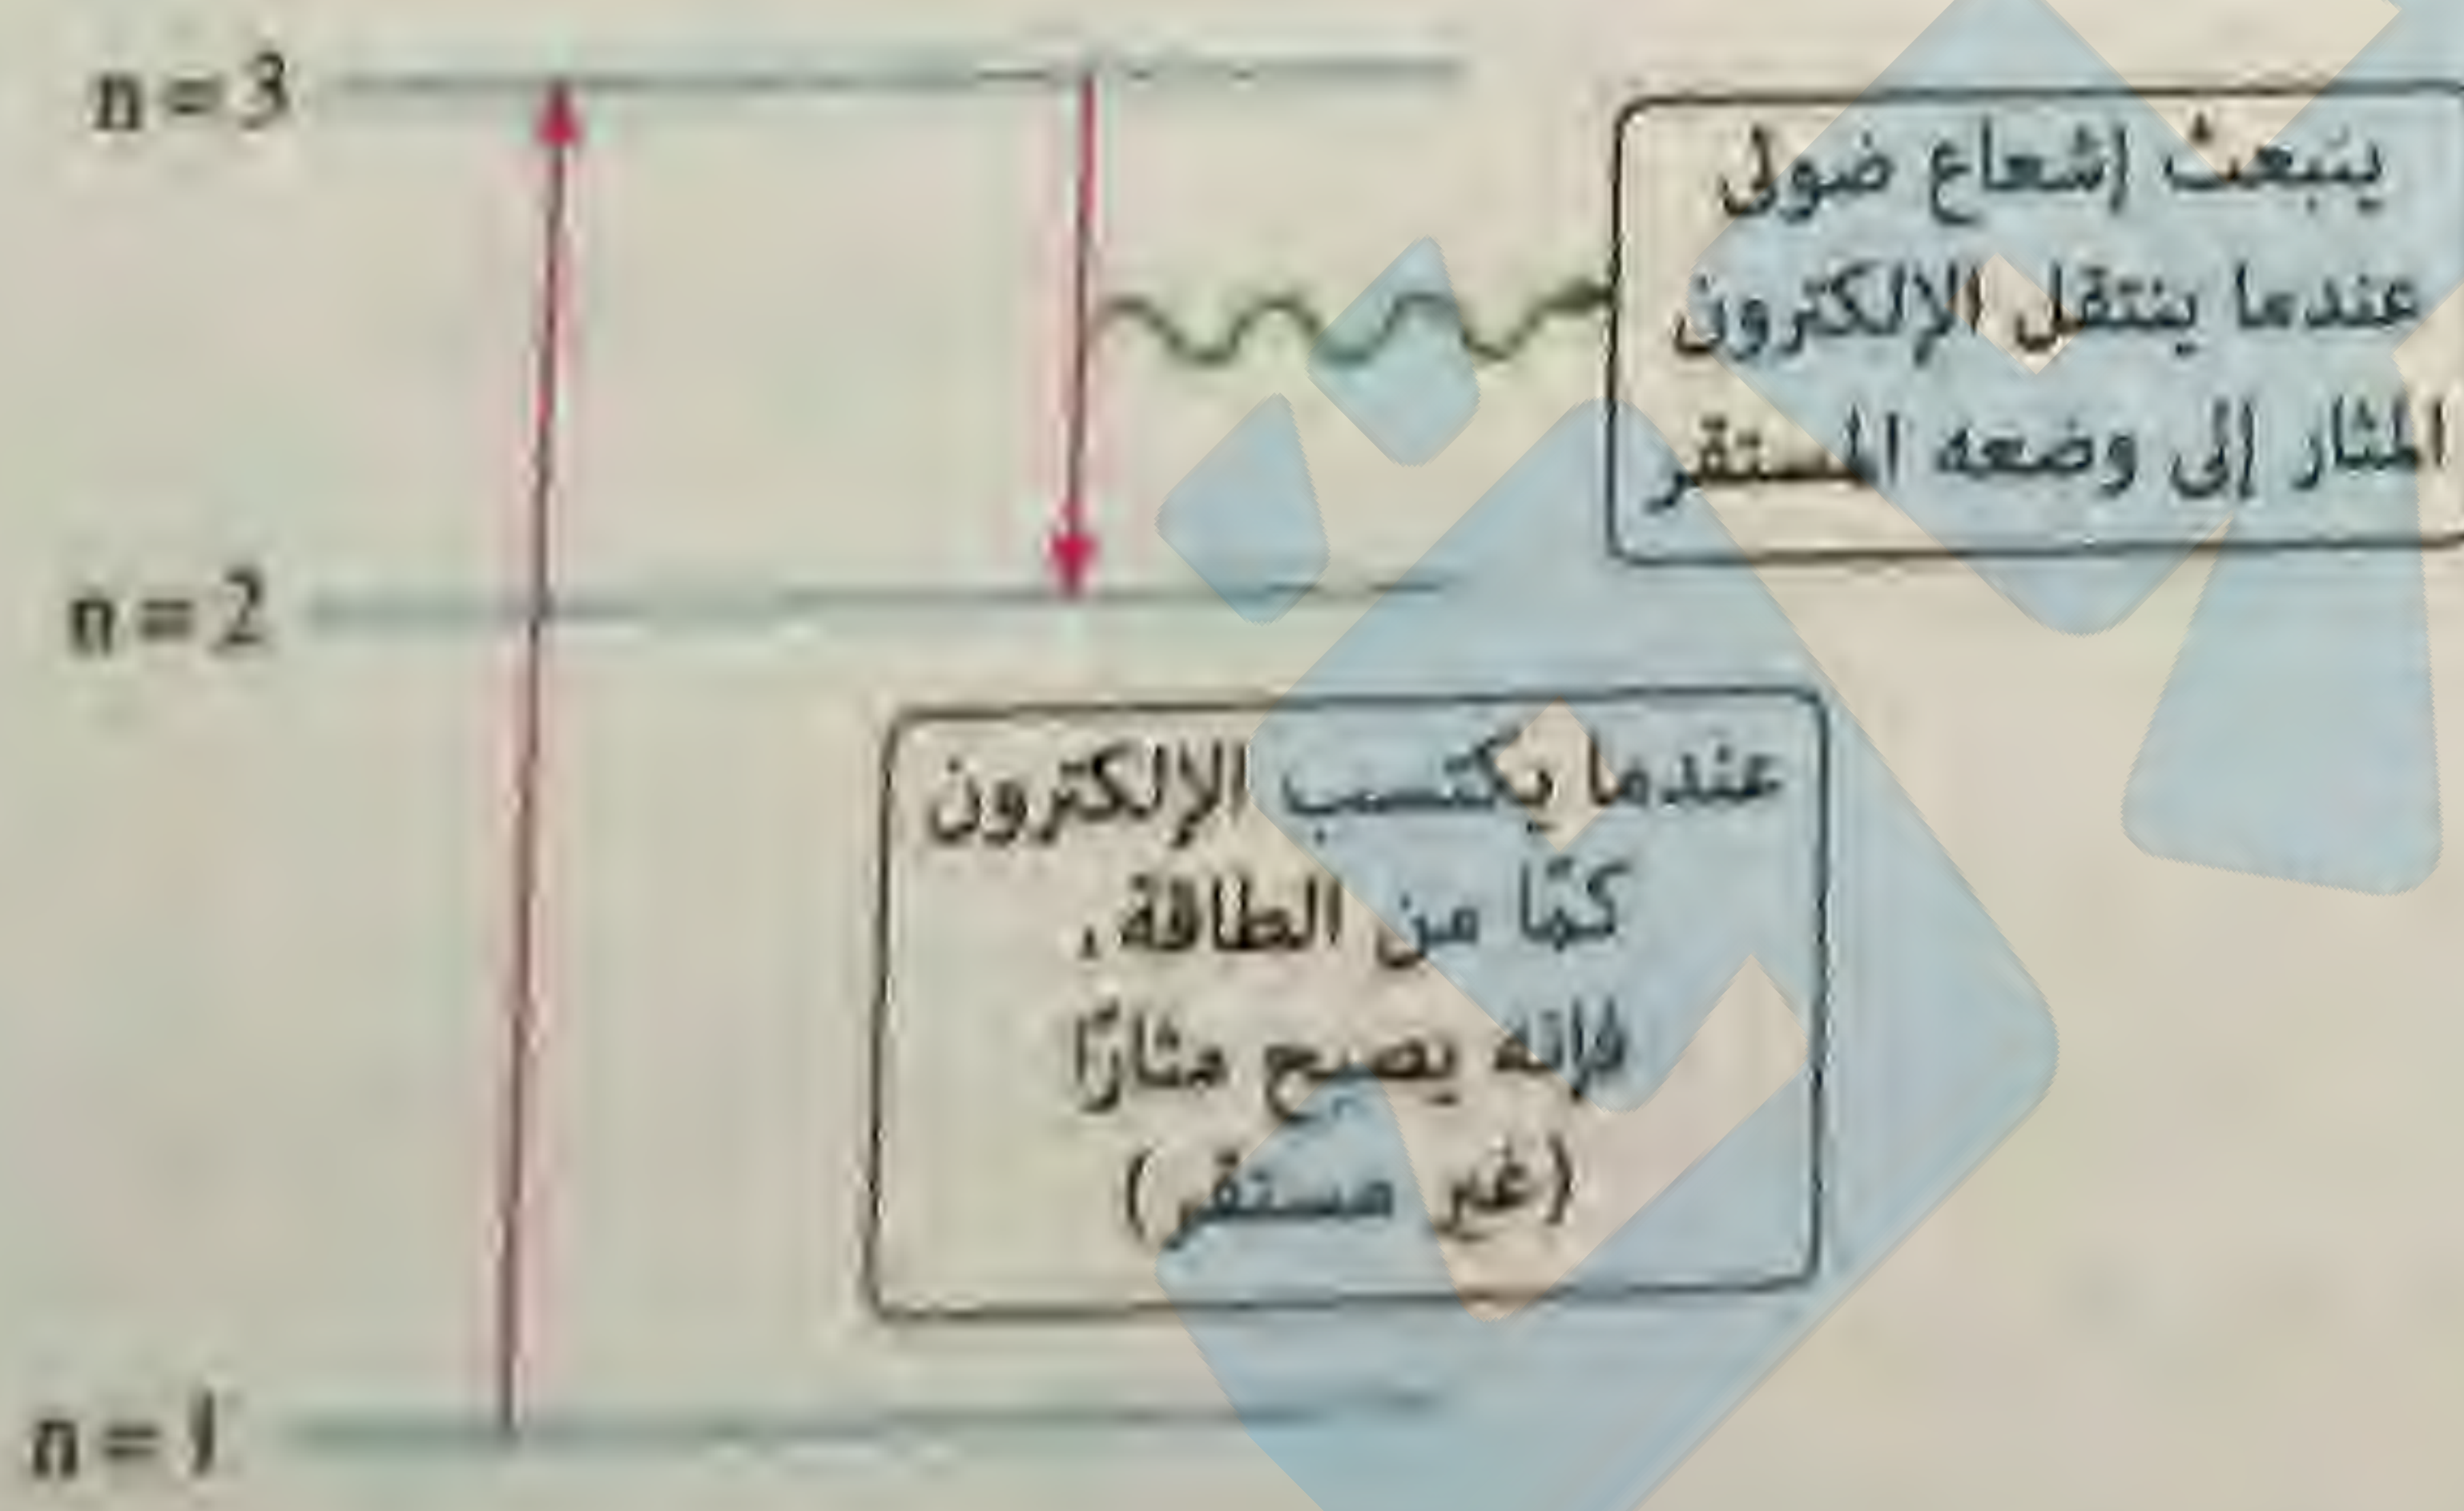 n = 3
ينبعث إشعاع ضوئي
عندما ينتقل الإلكترون
المثار إلى وضعه المستقر
n = 2
عندما يكتسب الإلكترون
كمّا من الطاقة،
فإنه يصبح مثارًا
(غير مستقر)
n = 1